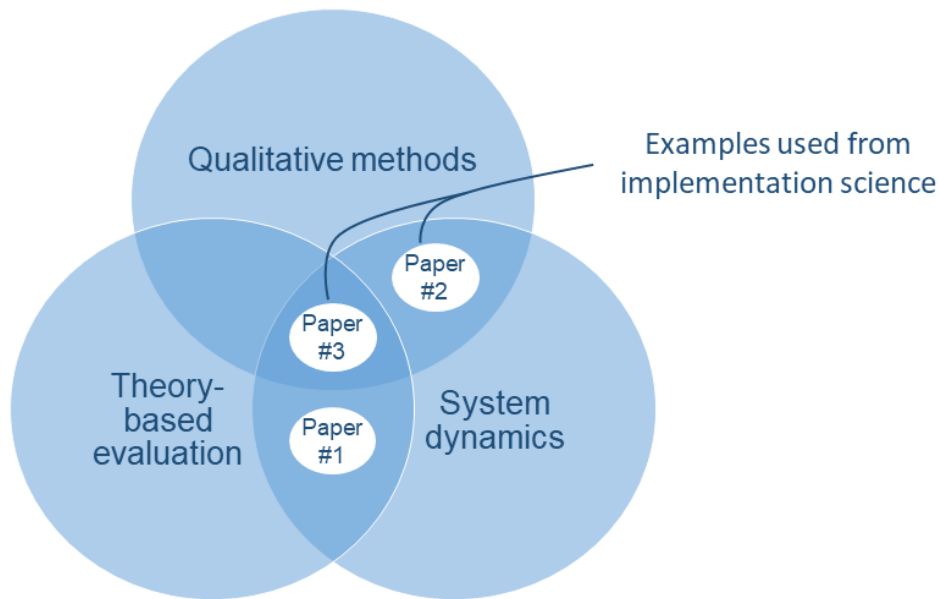 Qualitative methods
Examples used from
implementation science
Paper
#2
Paper
#3
Theory-
based
evaluation
System
dynamics
Paper
#1